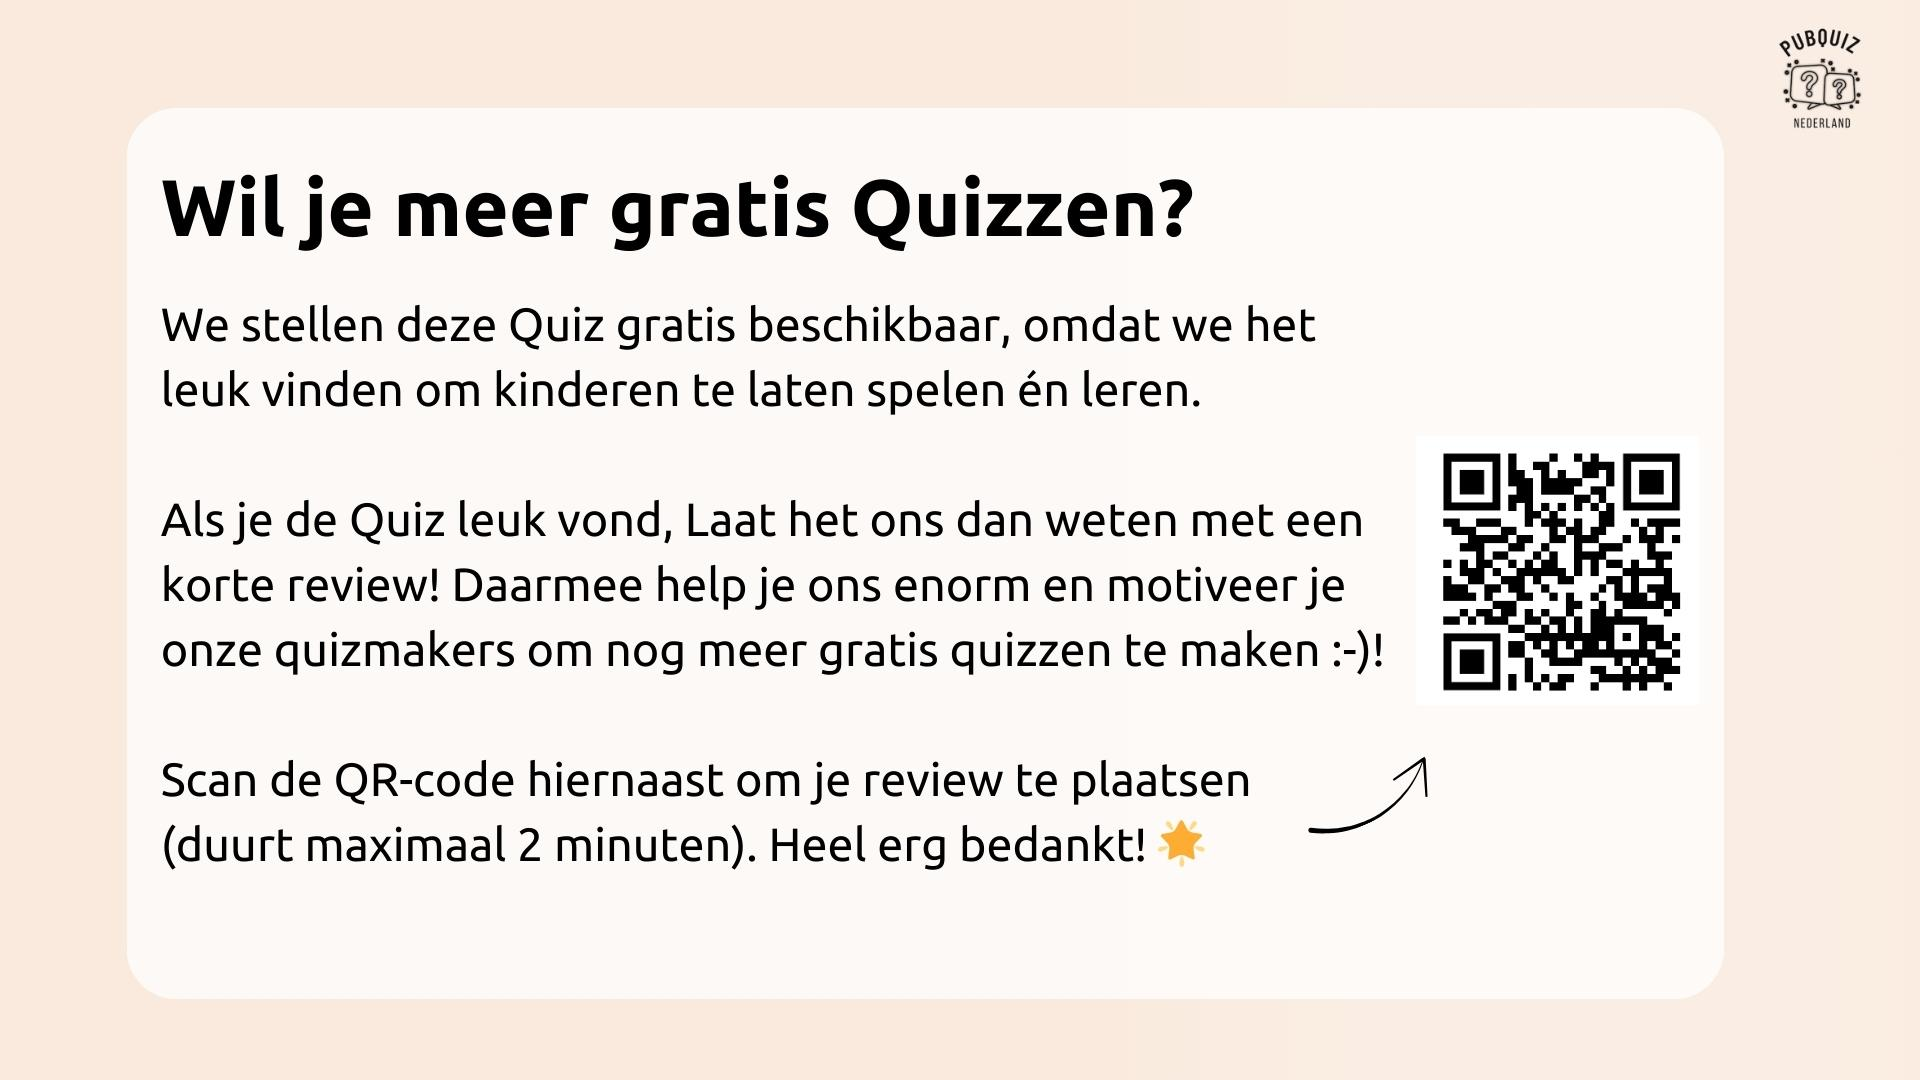 PUBQUIZ
? ?
NEDERLAND
Wil je meer gratis Quizzen?
We stellen deze Quiz gratis beschikbaar, omdat we het
leuk vinden om kinderen te laten spelen én leren.
Als je de Quiz leuk vond, Laat het ons dan weten met een
korte review! Daarmee help je ons enorm en motiveer je
onze quizmakers om nog meer gratis quizzen te maken :-)!
Scan de QR-code hiernaast om je review te plaatsen
(duurt maximaal 2 minuten). Heel erg bedankt! 🌟